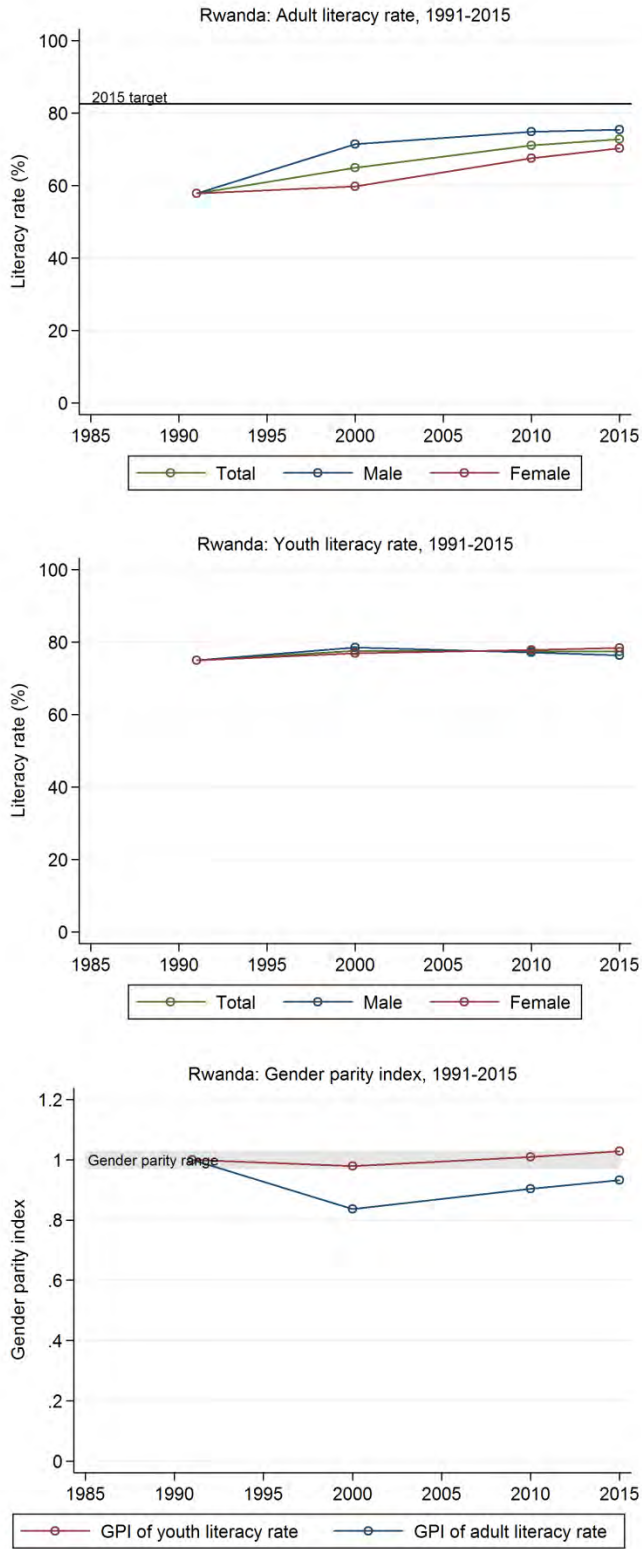 Rwanda: Adult literacy rate, 1991-2015
Literacy rate (%)
100
80
60
40
20
0
2015 target
1985 1990 1995 2000 2005 2010 2015
Total Male Female
Rwanda: Youth literacy rate, 1991-2015
Literacy rate (%)
100
80
60
40
20
0
1985 1990 1995 2000 2005 2010 2015
Total Male Female
Rwanda: Gender parity index, 1991-2015
Gender parity index
1.2
1
.8
.6
.4
.2
0
Gender parity range
1985 1990 1995 2000 2005 2010 2015
GPI of youth literacy rate GPI of adult literacy rate